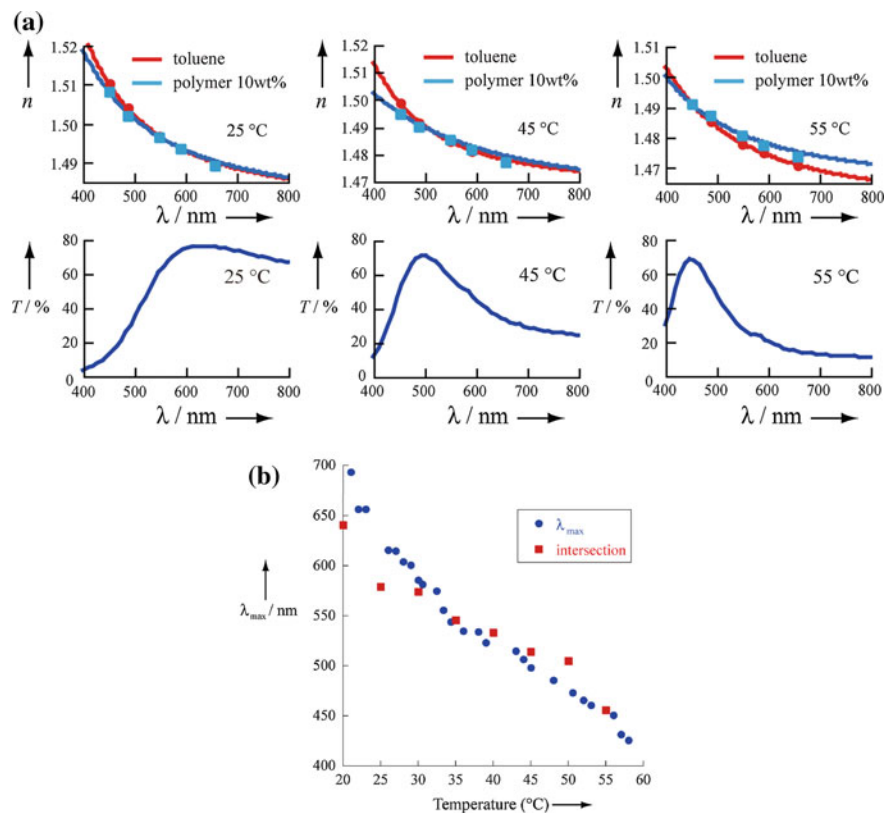 (a)
1.52
1.51
n
1.50
1.49
toluene
polymer 10wt%
25 °C
400 500 600 700 800
λ / nm
1.52
1.51
n
1.50
1.49
1.48
1.47
toluene
polymer 10wt%
45 °C
400 500 600 700 800
λ / nm
1.51
1.50
n
1.49
1.48
1.47
toluene
polymer 10wt%
55 °C
400 500 600 700 800
λ / nm
80
60
T / %
40
20
0
25 °C
400 500 600 700 800
λ / nm
80
60
T / %
40
20
0
45 °C
400 500 600 700 800
λ / nm
80
60
T / %
40
20
0
55 °C
400 500 600 700 800
λ / nm
(b)
700
650
600
λmax / nm
550
500
450
400
λmax
intersection
20 25 30 35 40 45 50 55 60
Temperature (°C)